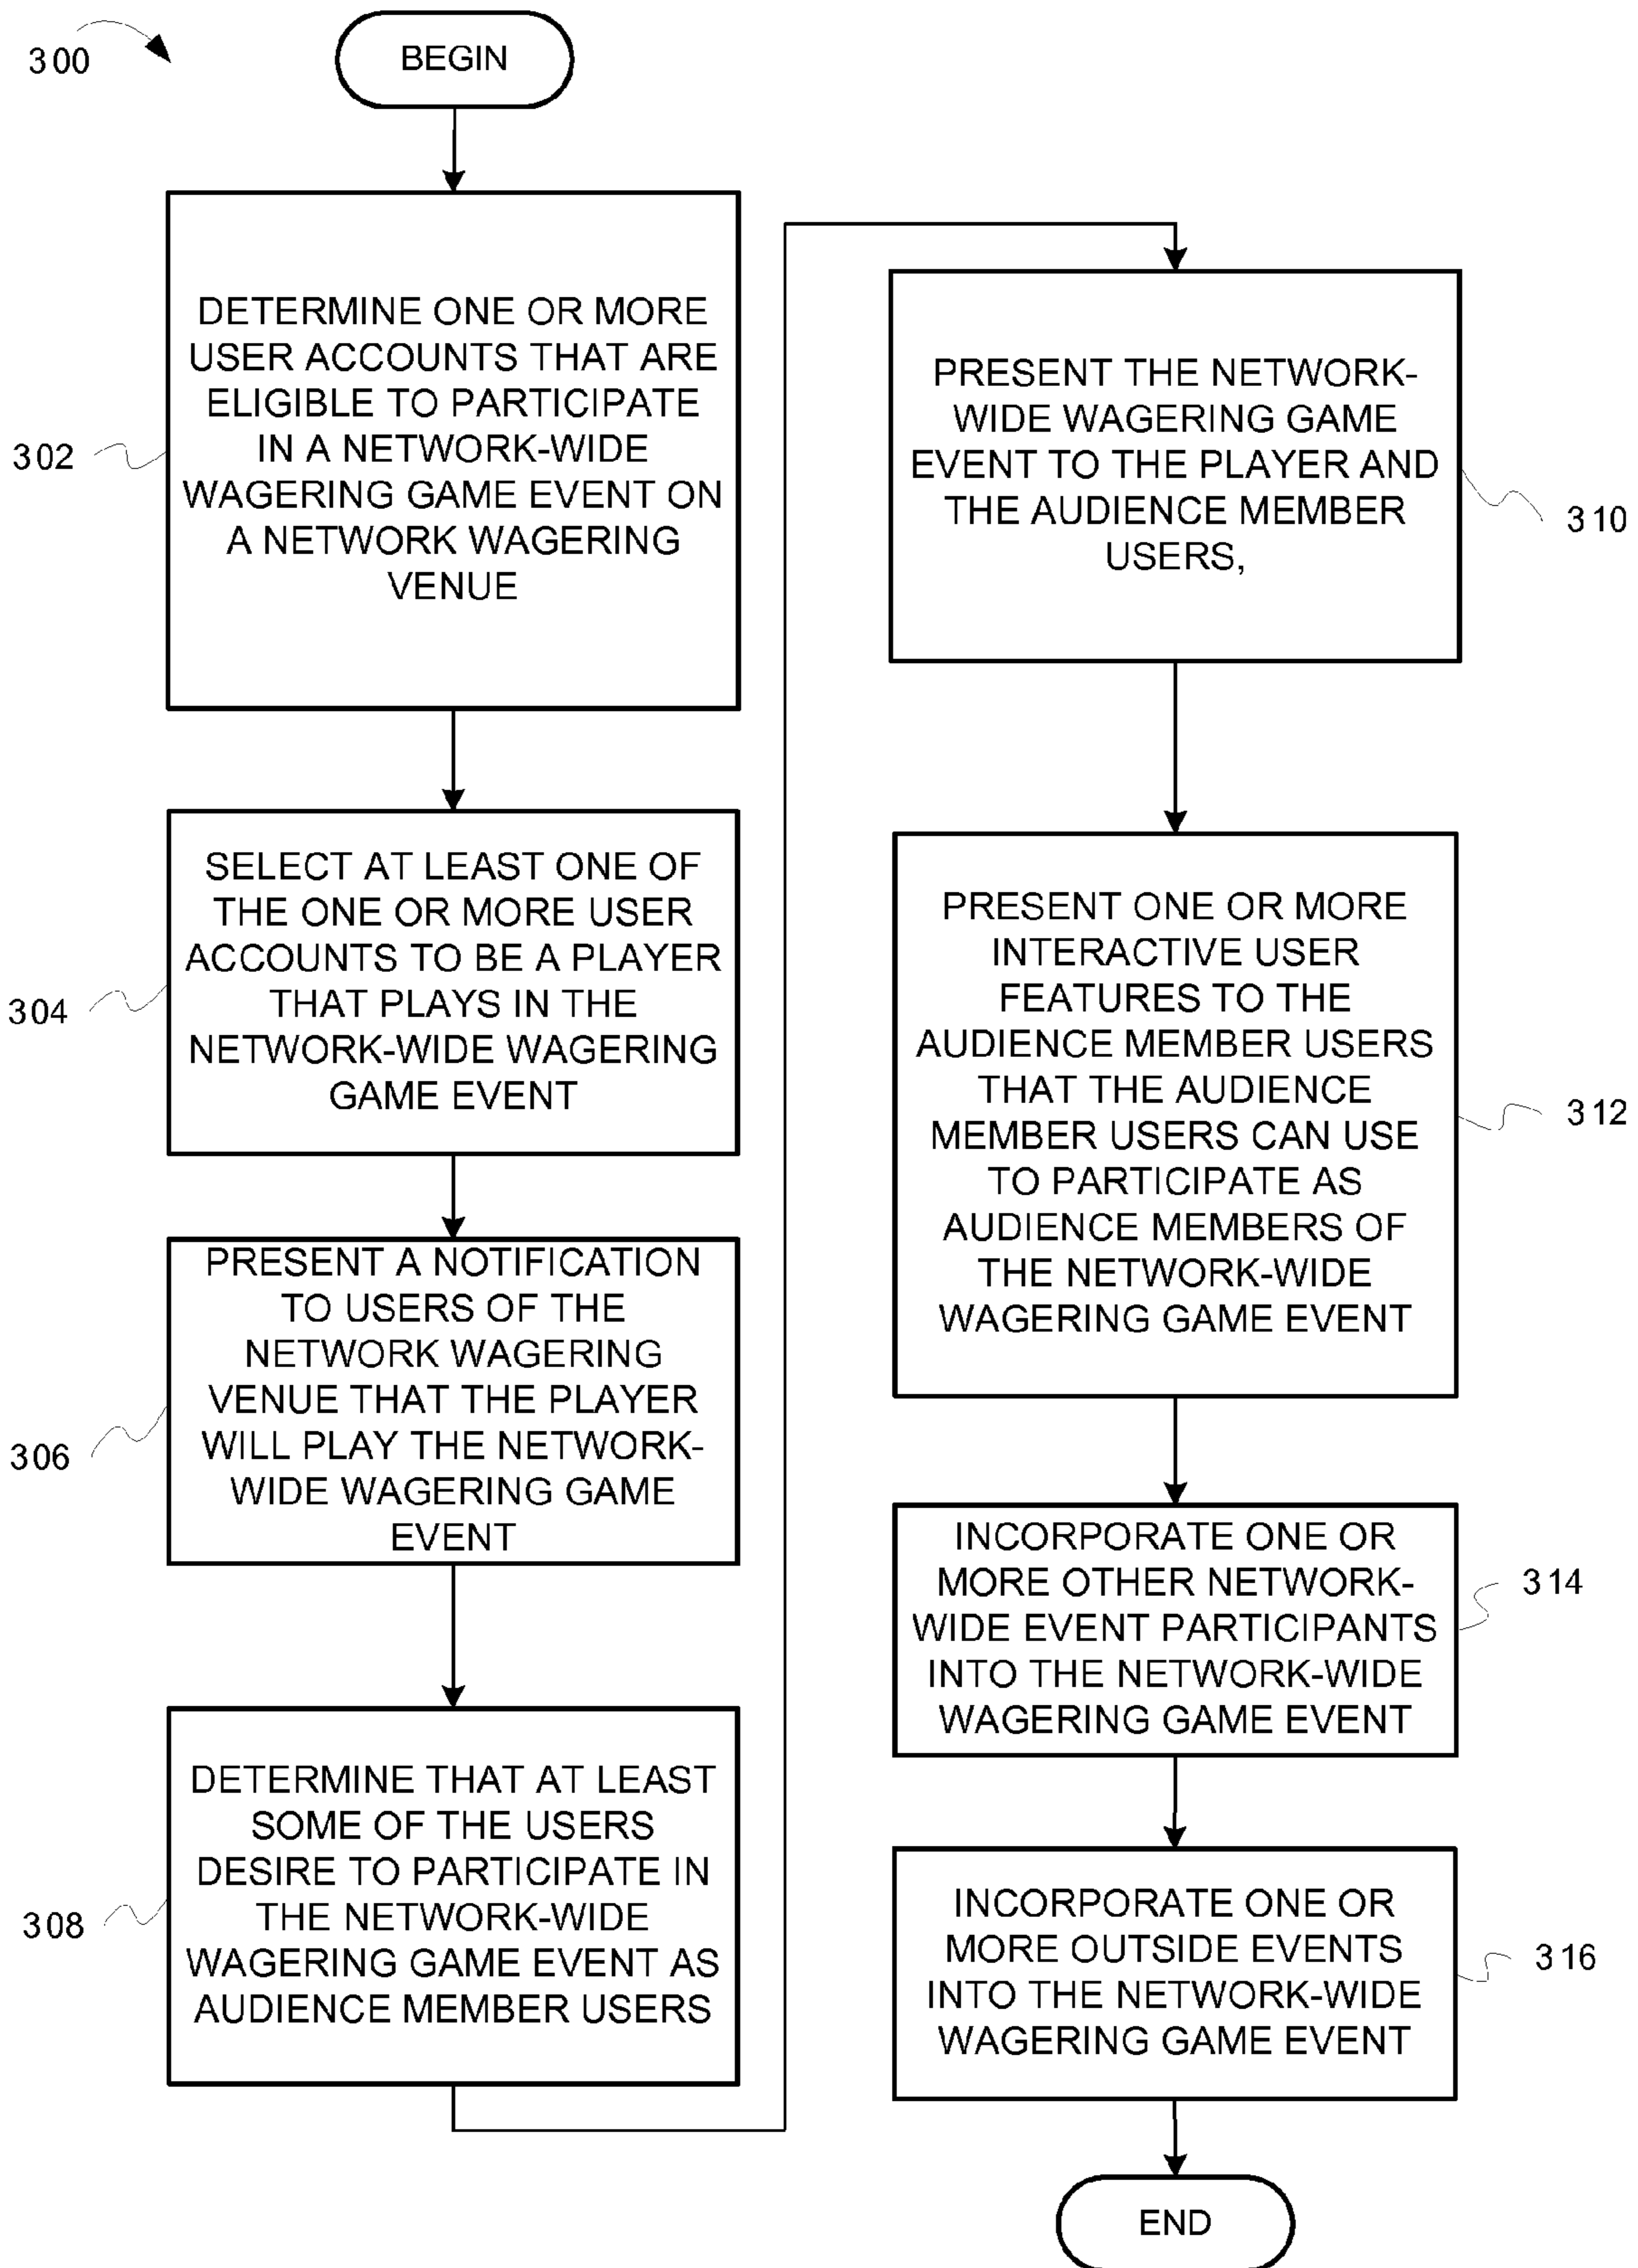 300
BEGIN
302
DETERMINE ONE OR MORE
USER ACCOUNTS THAT ARE
ELIGIBLE TO PARTICIPATE
IN A NETWORK-WIDE
WAGERING GAME EVENT ON
A NETWORK WAGERING
VENUE
304
SELECT AT LEAST ONE OF
THE ONE OR MORE USER
ACCOUNTS TO BE A PLAYER
THAT PLAYS IN THE
NETWORK-WIDE WAGERING
GAME EVENT
306
PRESENT A NOTIFICATION
TO USERS OF THE
NETWORK WAGERING
VENUE THAT THE PLAYER
WILL PLAY THE NETWORK-
WIDE WAGERING GAME
EVENT
308
DETERMINE THAT AT LEAST
SOME OF THE USERS
DESIRE TO PARTICIPATE IN
THE NETWORK-WIDE
WAGERING GAME EVENT AS
AUDIENCE MEMBER USERS
PRESENT THE NETWORK-
WIDE WAGERING GAME
EVENT TO THE PLAYER AND
THE AUDIENCE MEMBER
USERS,
310
PRESENT ONE OR MORE
INTERACTIVE USER
FEATURES TO THE
AUDIENCE MEMBER USERS
THAT THE AUDIENCE
MEMBER USERS CAN USE
TO PARTICIPATE AS
AUDIENCE MEMBERS OF
THE NETWORK-WIDE
WAGERING GAME EVENT
312
INCORPORATE ONE OR
MORE OTHER NETWORK-
WIDE EVENT PARTICIPANTS
INTO THE NETWORK-WIDE
WAGERING GAME EVENT
314
INCORPORATE ONE OR
MORE OUTSIDE EVENTS
INTO THE NETWORK-WIDE
WAGERING GAME EVENT
316
END